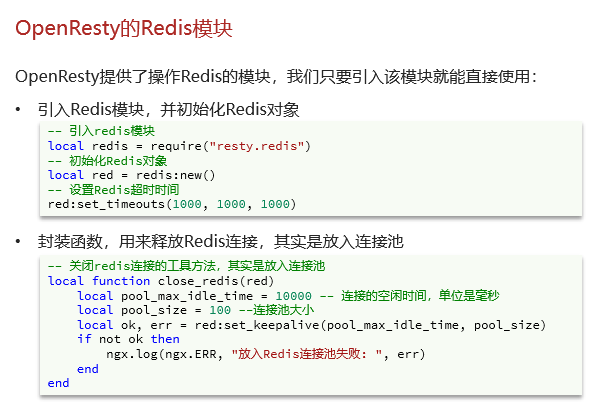 OpenResty的Redis模块
OpenResty提供了操作Redis的模块，我们只要引入该模块就能直接使用：
• 引入Redis模块，并初始化Redis对象
-- 引入redis模块
local redis = require("resty.redis")
-- 初始化Redis对象
local red = redis:new()
-- 设置Redis超时时间
red:set_timeouts(1000, 1000, 1000)
• 封装函数，用来释放Redis连接，其实是放入连接池
-- 关闭redis连接的工具方法，其实是放入连接池
local function close_redis(red)
    local pool_max_idle_time = 10000 -- 连接的空闲时间，单位是毫秒
    local pool_size = 100 --连接池大小
    local ok, err = red:set_keepalive(pool_max_idle_time, pool_size)
    if not ok then
        ngx.log(ngx.ERR, "放入Redis连接池失败: ", err)
    end
end